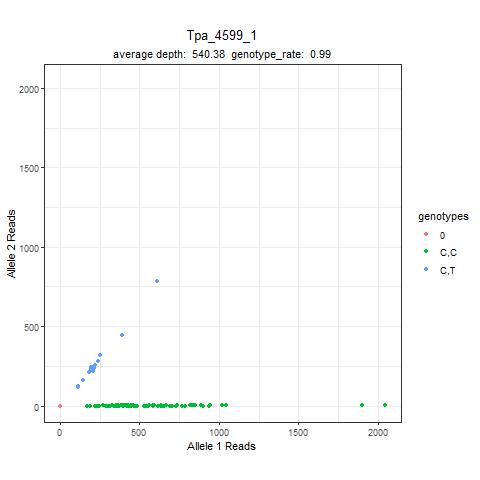 Tpa_4599_1
average depth: 540.38 genotype_rate: 0.99
2000
1500
1000
500
0
Allele 2 Reads
0 500 1000 1500 2000
Allele 1 Reads
genotypes
0
C,C
C,T